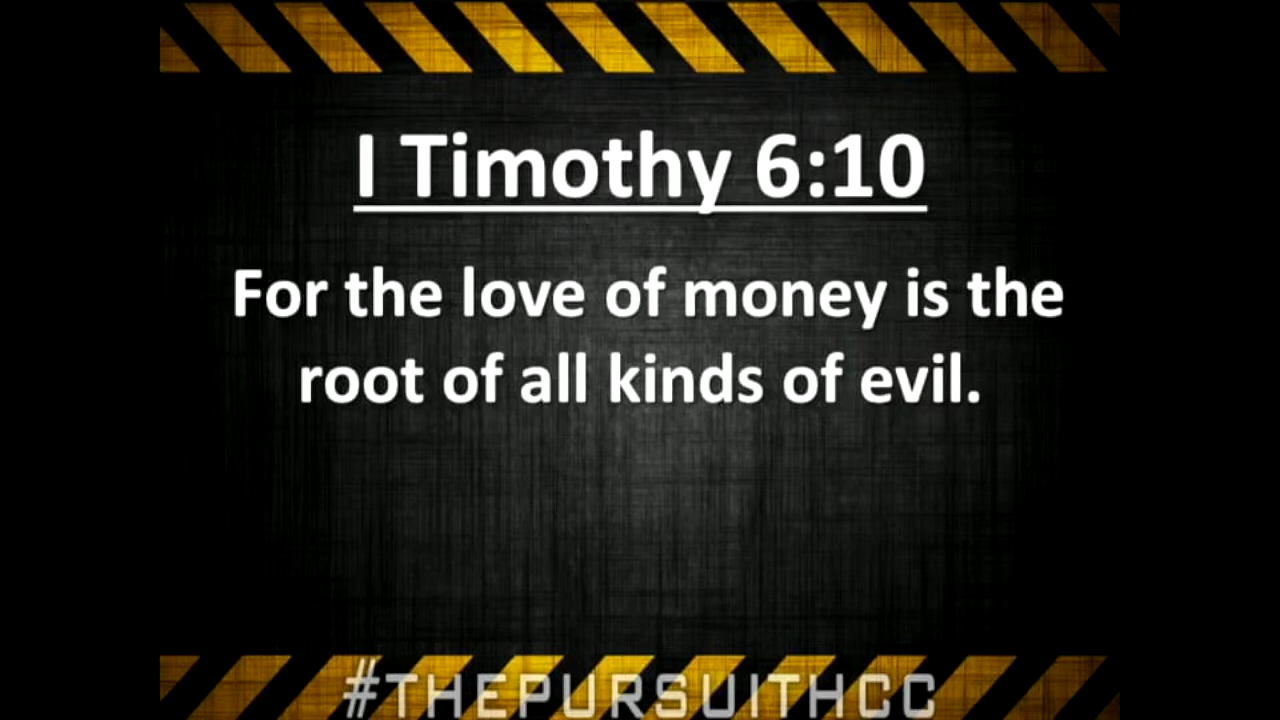 I Timothy 6:10
For the love of money is the
root of all kinds of evil.
#THEPURSUITHCC